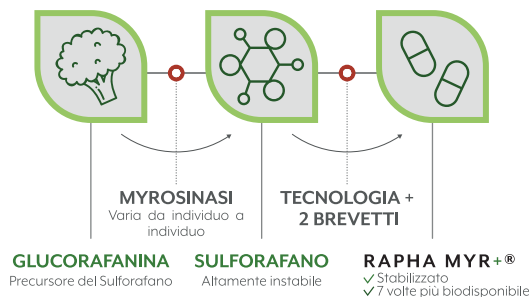 MYROSINASI
Varia da individuo a
individuo
TECNOLOGIA +
2 BREVETTI
GLUCORAFANINA
Precursore del Sulforafano
SULFORAFANO
Altamente instabile
RAPHA MYR+®
✓ Stabilizzato
✓ 7 volte più biodisponibile